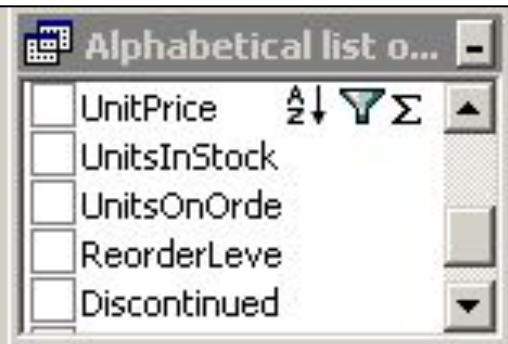 Alphabetical list o...
UnitPrice
UnitsInStock
UnitsOnOrde
ReorderLeve
Discontinued